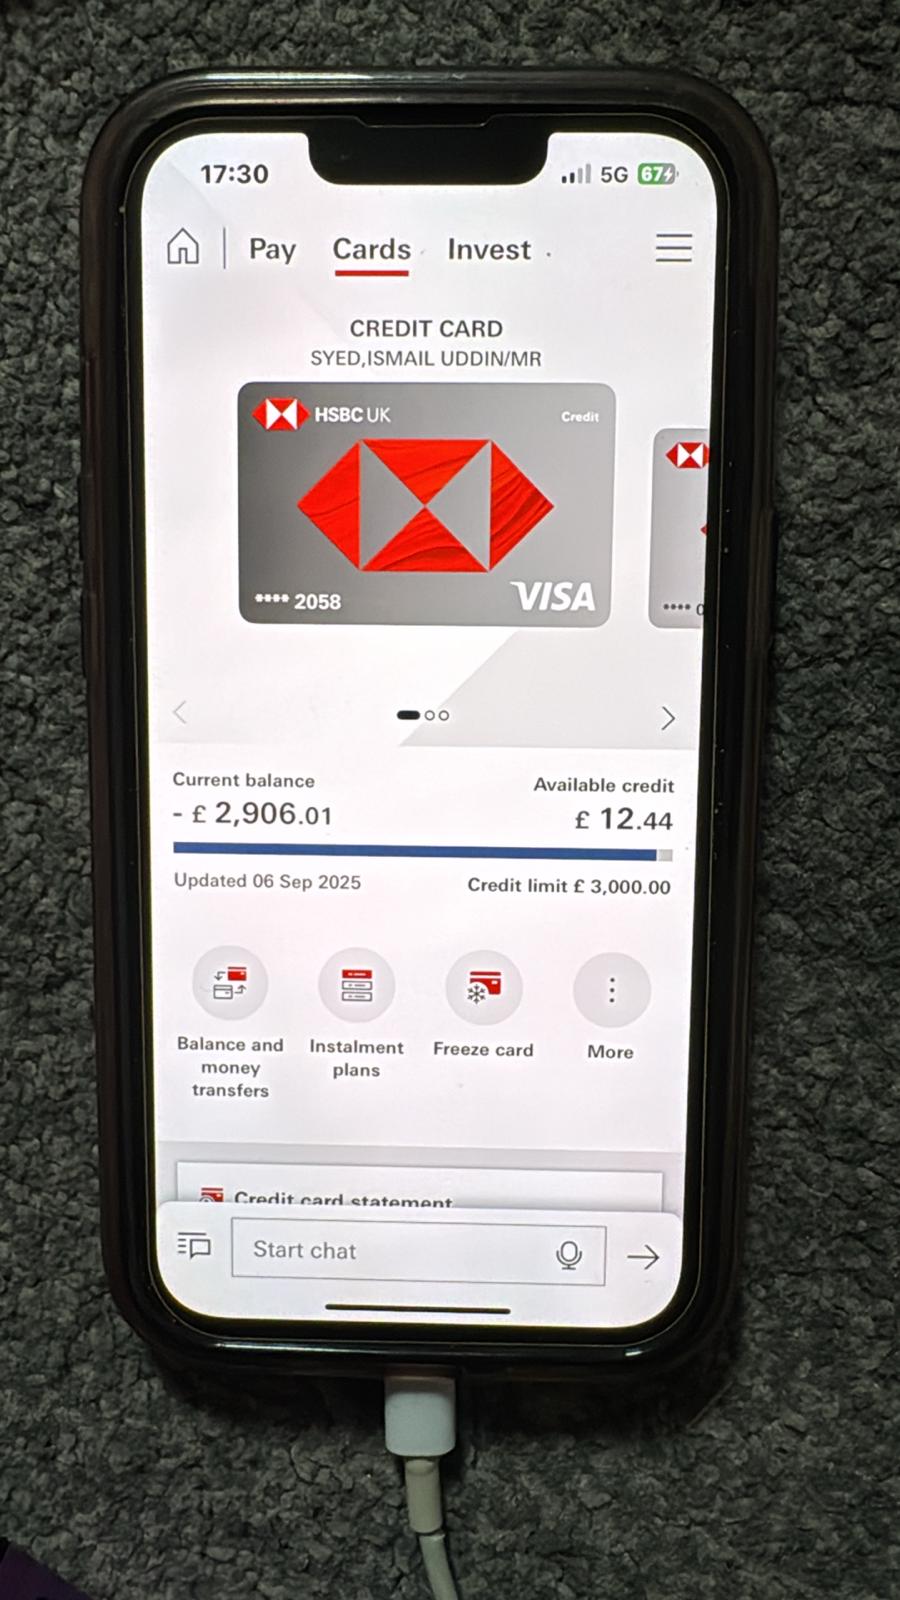 17:30 5G 67
Pay Cards Invest
CREDIT CARD
SYED,ISMAIL UDDIN/MR
HSBC UK Credit
**** 2058 VISA
**** 0
Current balance Available credit
- £ 2,906.01 £ 12.44
Updated 06 Sep 2025 Credit limit £ 3,000.00
Balance and money transfers
Instalment plans
Freeze card
More
Credit card statement
Start chat